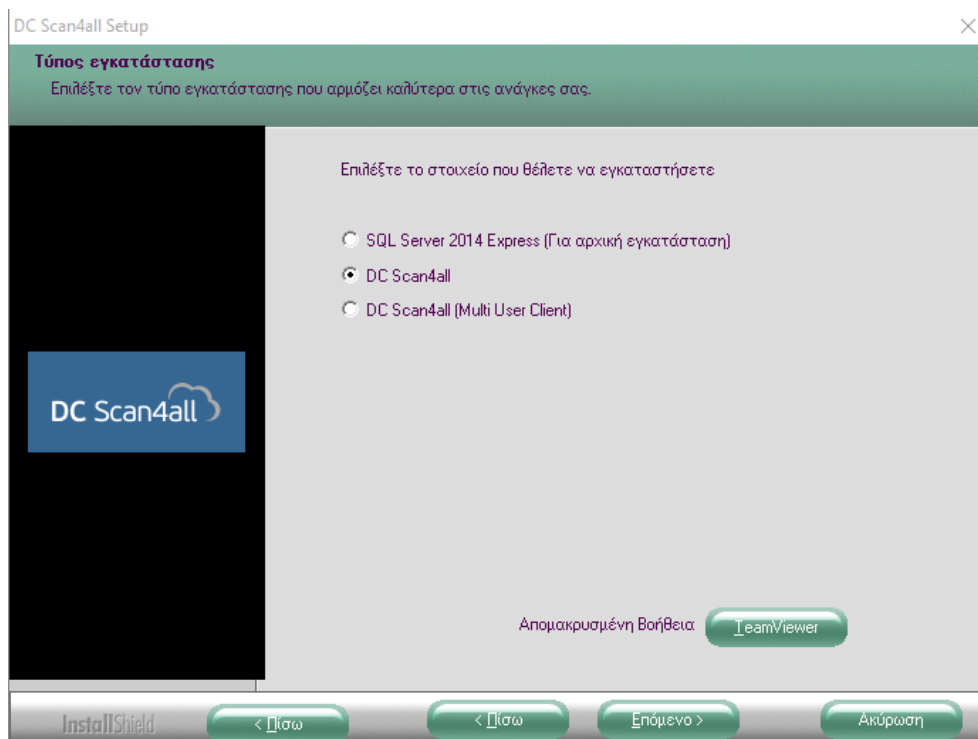 DC Scan4all Setup
Τύπος εγκατάστασης
Επιλέξτε τον τύπο εγκατάστασης που αρμόζει καλύτερα στις ανάγκες σας.
Επιλέξτε το στοιχείο που θέλετε να εγκαταστήσετε
SQL Server 2014 Express (Για αρχική εγκατάσταση)
DC Scan4all
DC Scan4all (Multi User Client)
DC Scan4all
Απομακρυσμένη Βοήθεια TeamViewer
InstallShield < Πίσω < Πίσω Επόμενο > Ακύρωση